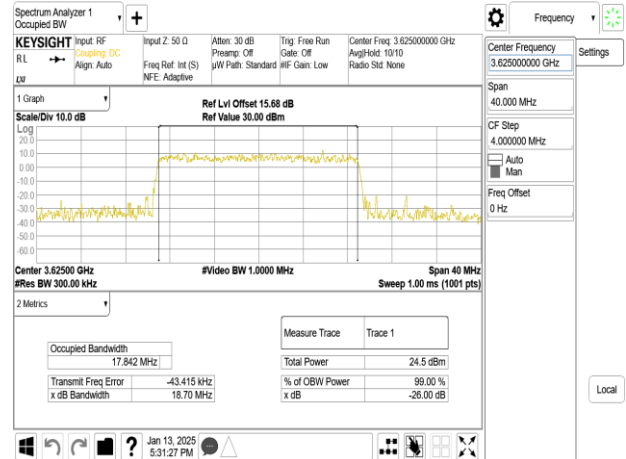 Spectrum Analyzer 1
Occupied BW
Frequency
KEYSIGHT
Input: RF
Input Z: 50 Ω
Atten: 30 dB
Trig: Free Run
Center Freq: 3.625000000 GHz
RL
Coupling: DC
Preamp: Off
Gate: Off
Avg|Hold: 10/10
Align: Auto
Freq Ref: Int (S)
µW Path: Standard
#IF Gain: Low
Radio Std: None
NFE: Adaptive
LXI
Center Frequency
3.625000000 GHz
Settings
Span
40.000 MHz
CF Step
4.000000 MHz
Auto
Man
Freq Offset
0 Hz
Local
1 Graph
Ref Lvl Offset 15.68 dB
Scale/Div 10.0 dB
Ref Value 30.00 dBm
Log
20.0
10.0
0.00
-10.0
-20.0
-30.0
-40.0
-50.0
-60.0
Center 3.62500 GHz
#Video BW 1.0000 MHz
Span 40 MHz
#Res BW 300.00 kHz
Sweep 1.00 ms (1001 pts)
2 Metrics
Measure Trace
Trace 1
Occupied Bandwidth
17.842 MHz
Total Power
24.5 dBm
Transmit Freq Error
-43.415 kHz
% of OBW Power
99.00 %
x dB Bandwidth
18.70 MHz
x dB
-26.00 dB
?
Jan 13, 2025
5:31:27 PM